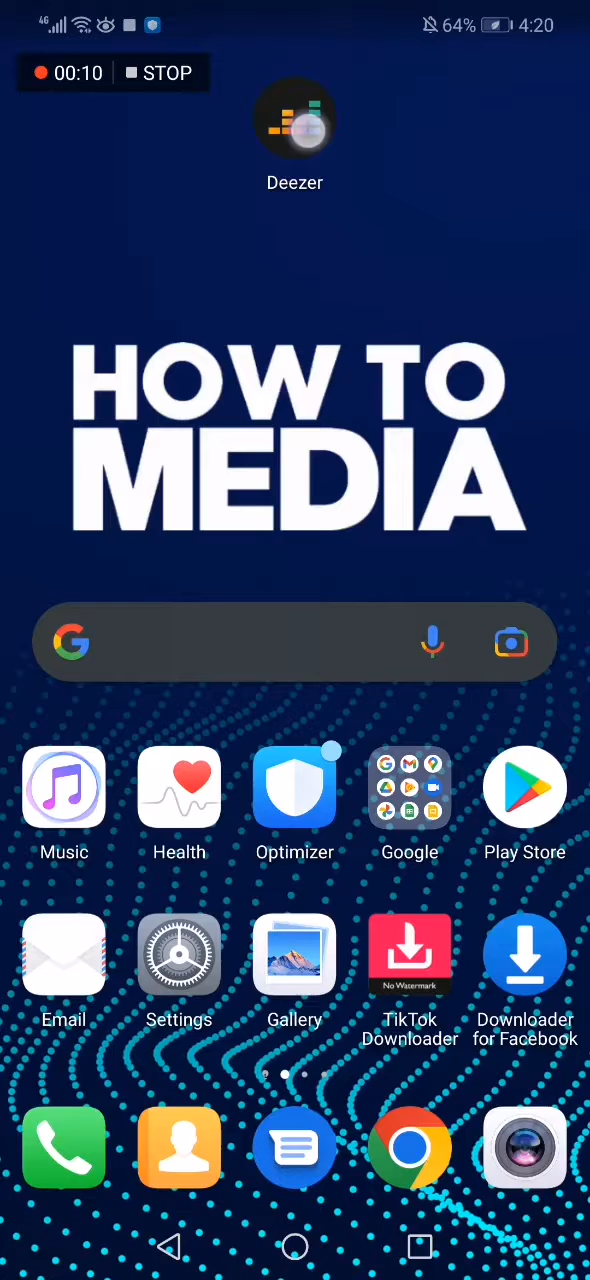 4G 64% 4:20
00:10 STOP
Deezer
HOW TO
MEDIA
Music Health Optimizer Google Play Store
No Watermark
Email Settings Gallery TikTok Downloader
Downloader for Facebook